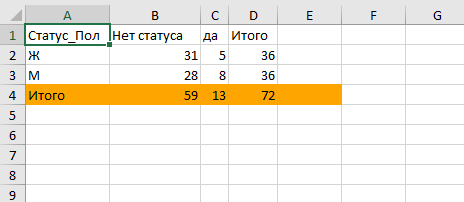 A B C D E F G
1 Статус_Пол Нет статуса да Итого
2 Ж 31 5 36
3 М 28 8 36
4 Итого 59 13 72
5
6
7
8
9